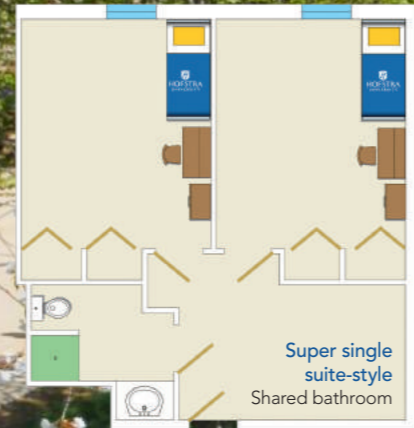 HOFSTRA
UNIVERSITY
HOFSTRA
UNIVERSITY
Super single
suite-style
Shared bathroom